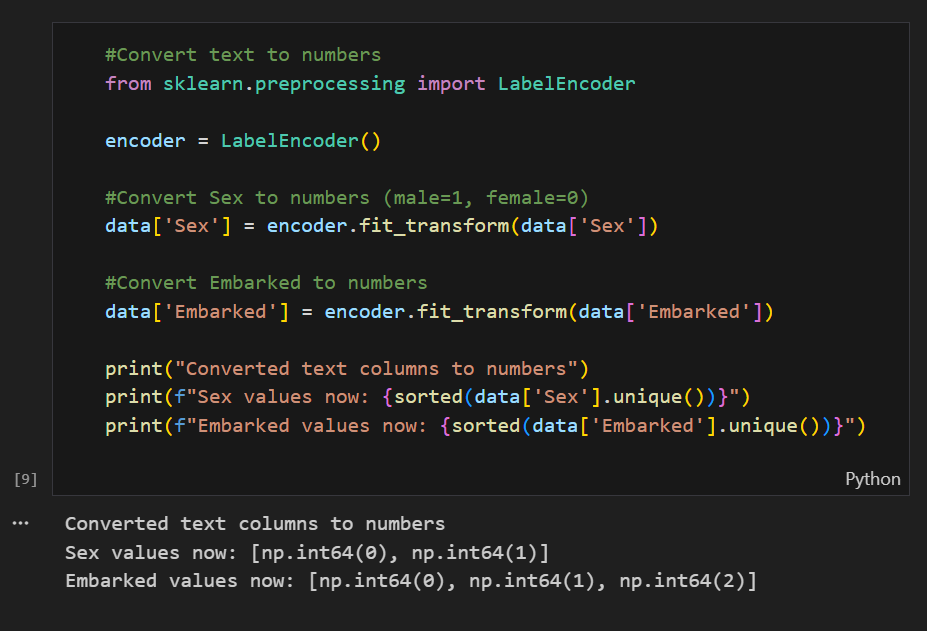 #Convert text to numbers
from sklearn.preprocessing import LabelEncoder
encoder = LabelEncoder()
#Convert Sex to numbers (male=1, female=0)
data['Sex'] = encoder.fit_transform(data['Sex'])
#Convert Embarked to numbers
data['Embarked'] = encoder.fit_transform(data['Embarked'])
print("Converted text columns to numbers")
print(f"Sex values now: {sorted(data['Sex'].unique())}")
print(f"Embarked values now: {sorted(data['Embarked'].unique())}")
[9]
Python
...
Converted text columns to numbers
Sex values now: [np.int64(0), np.int64(1)]
Embarked values now: [np.int64(0), np.int64(1), np.int64(2)]